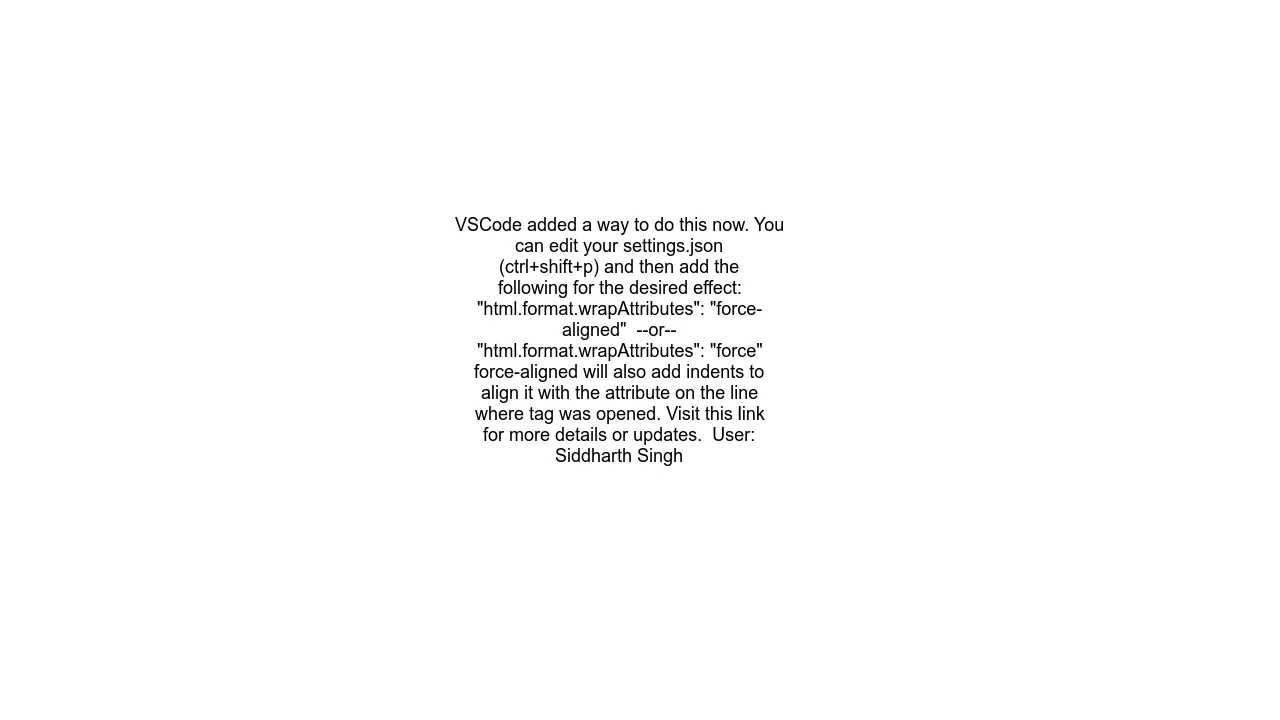 VSCode added a way to do this now. You
can edit your settings.json
(ctrl+shift+p) and then add the
following for the desired effect:
"html.format.wrapAttributes": "force-
aligned"  --or--
"html.format.wrapAttributes": "force"
force-aligned will also add indents to
align it with the attribute on the line
where tag was opened. Visit this link
for more details or updates.  User:
Siddharth Singh